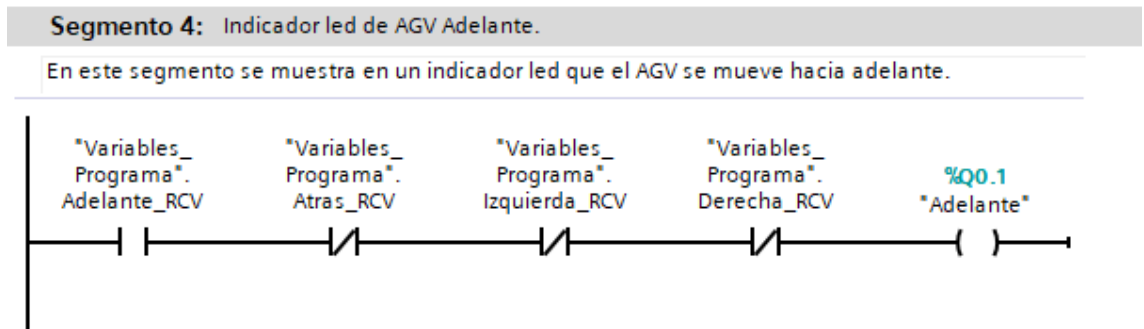 Segmento 4: Indicador led de AGV Adelante.
En este segmento se muestra en un indicador led que el AGV se mueve hacia adelante.
"Variables_
Programa".
Adelante_RCV
"Variables_
Programa".
Atras_RCV
"Variables_
Programa".
Izquierda_RCV
"Variables_
Programa".
Derecha_RCV
%Q0.1
"Adelante"